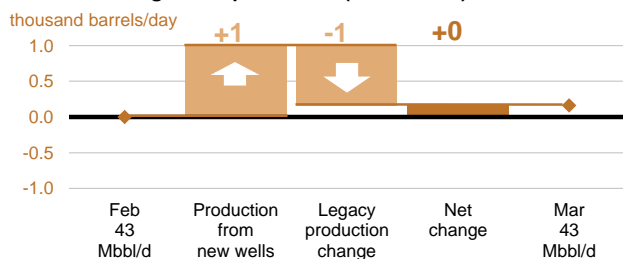 thousand barrels/day
+1 -1 +0
1.0
0.5
0.0
-0.5
-1.0
Feb Production Legacy Net Mar
43 from production change 43
Mbbl/d new wells change Mbbl/d